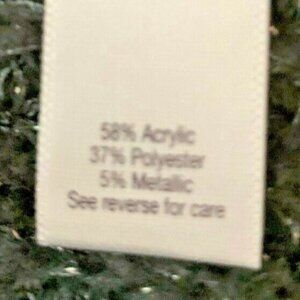 58% Acrylic
37% Polyester
5% Metallic
See reverse for care